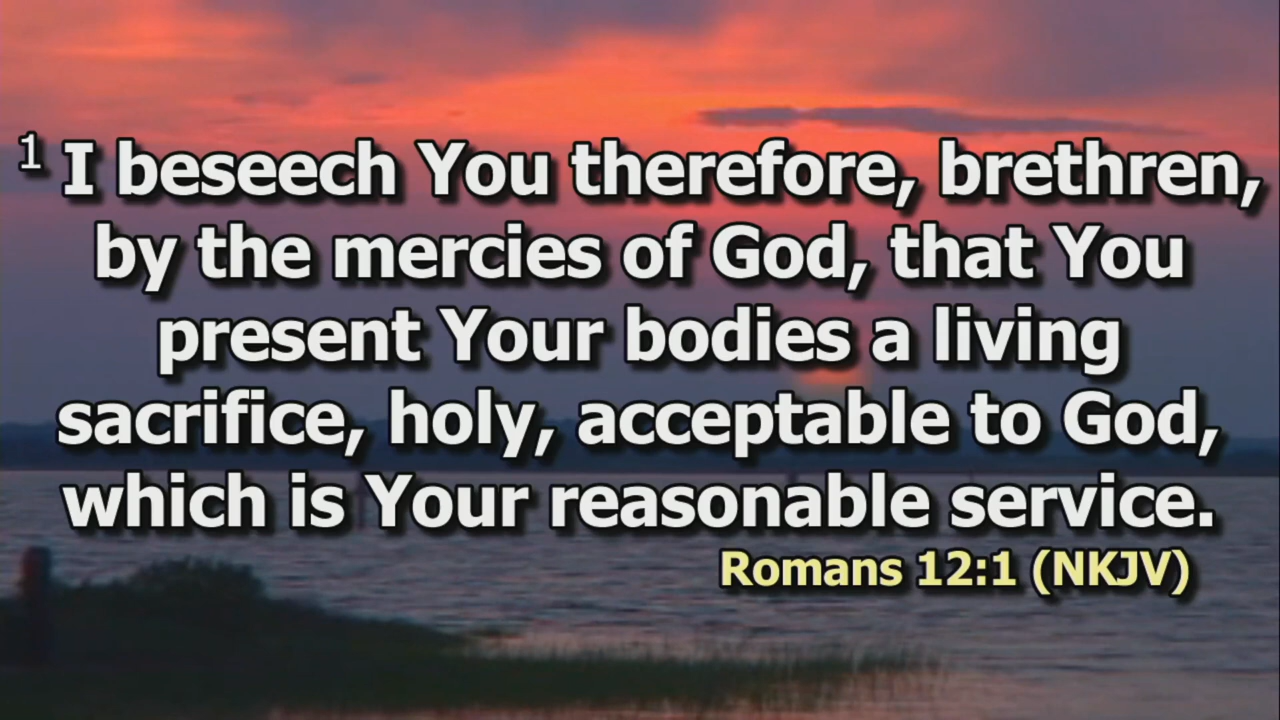 1 I beseech You therefore, brethren,
by the mercies of God, that You
present Your bodies a living
sacrifice, holy, acceptable to God,
which is Your reasonable service.
Romans 12:1 (NKJV)